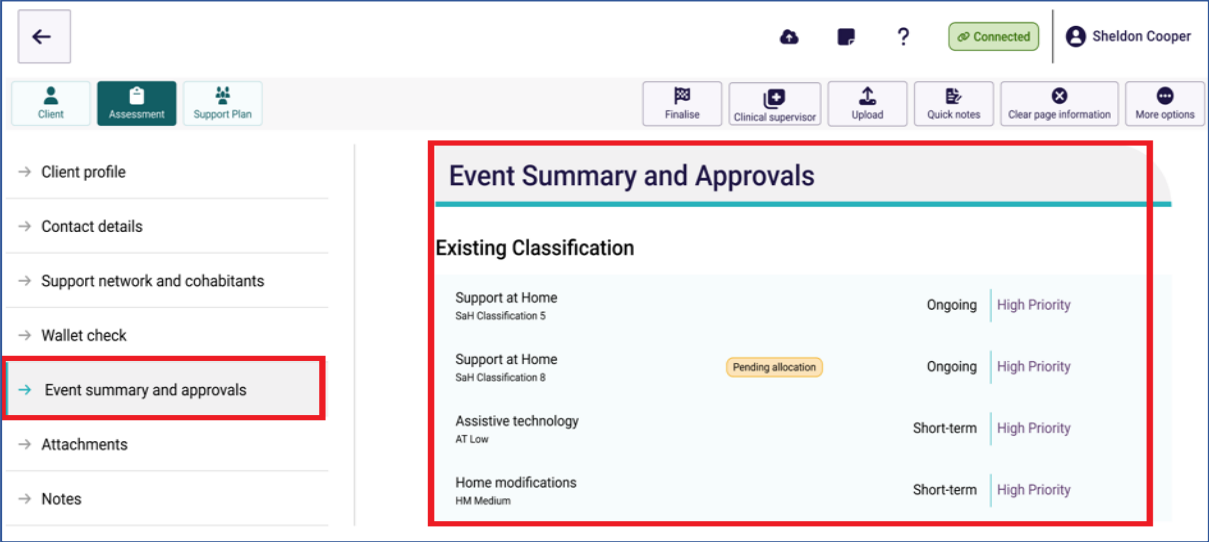 Connected
Sheldon Cooper
Client
Assessment
Support Plan
Finalise
Clinical supervisor
Upload
Quick notes
Clear page information
More options
Client profile
Contact details
Support network and cohabitants
Wallet check
Event summary and approvals
Attachments
Notes
Event Summary and Approvals
Existing Classification
Support at Home
SaH Classification 5
Ongoing
High Priority
Support at Home
SaH Classification 8
Pending allocation
Ongoing
High Priority
Assistive technology
AT Low
Short-term
High Priority
Home modifications
HM Medium
Short-term
High Priority